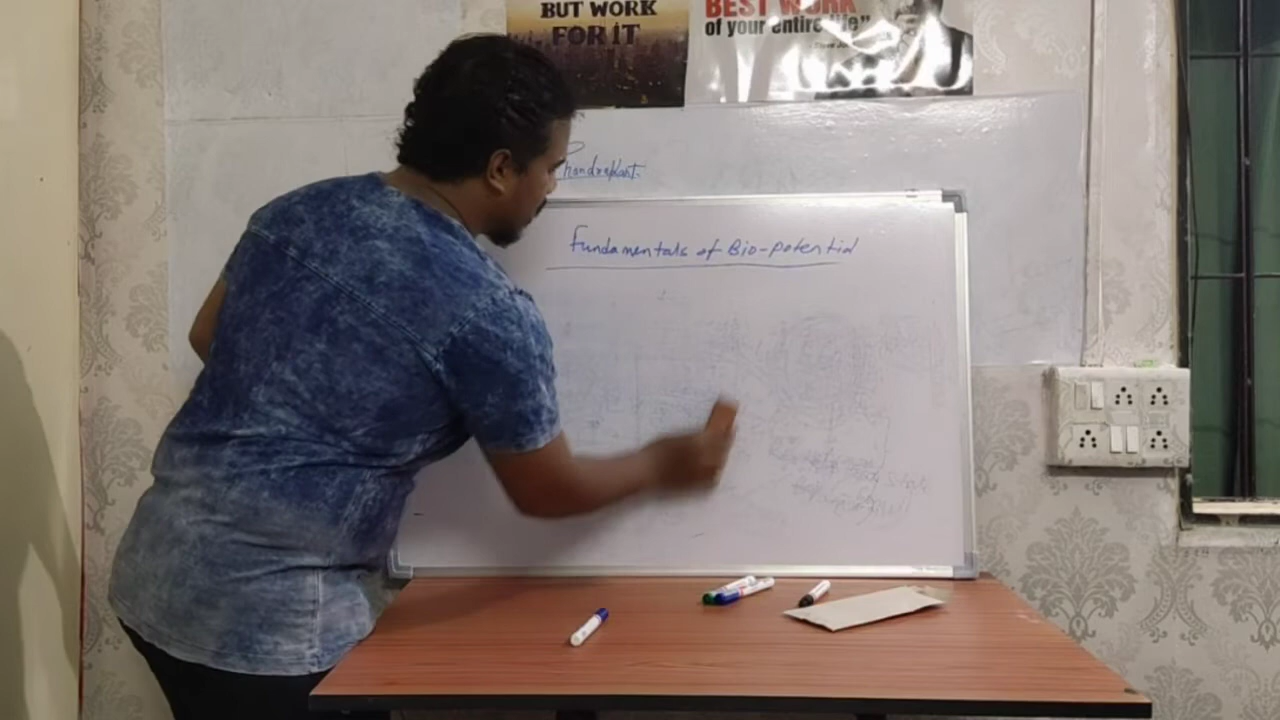 BUT WORK
FOR IT
BEST WORK
of your entire life"
Chandrakant
Fundamentals of Bio-potential